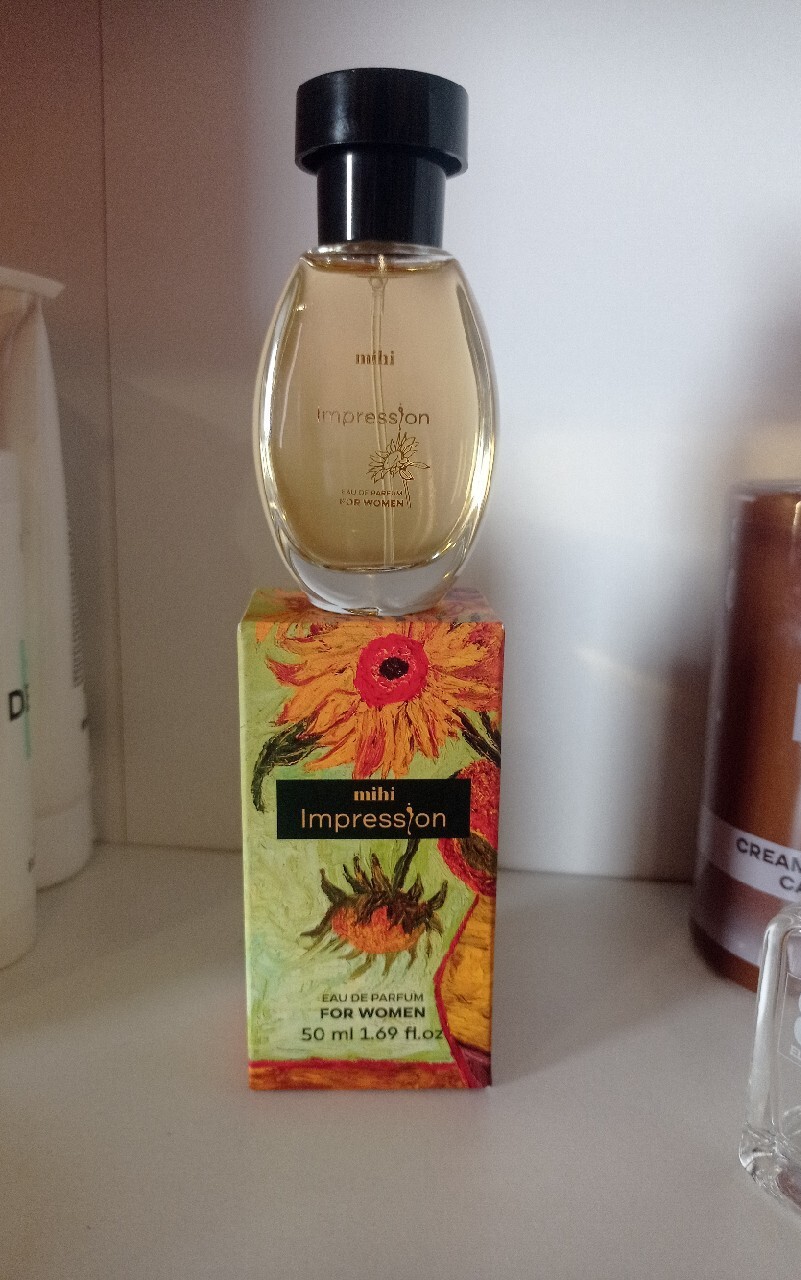 mihi
Impression
EAU DE PARFUM
FOR WOMEN
mihi
Impression
EAU DE PARFUM
FOR WOMEN
50 ml 1.69 fl.oz